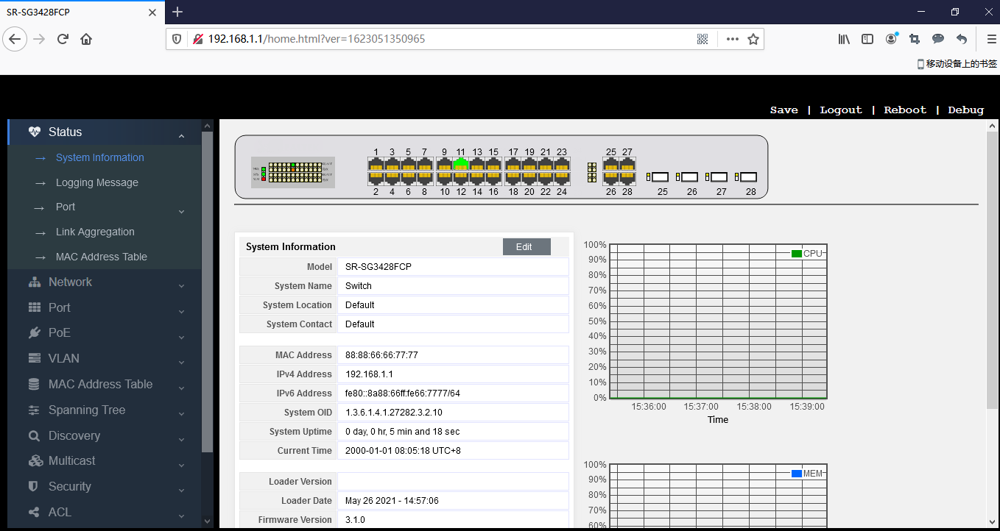 SR-SG3428FCP
192.168.1.1/home.html?ver=1623051350965
移动设备上的书签
Save | Logout | Reboot | Debug
Status
System Information
Logging Message
Port
Link Aggregation
MAC Address Table
Network
Port
PoE
VLAN
MAC Address Table
Spanning Tree
Discovery
Multicast
Security
ACL
1 3 5 7 9 11 13 15 17 19 21 23 25 27
2 4 6 8 10 12 14 16 18 20 22 24 26 28 25 26 27 28
System Information Edit
Model SR-SG3428FCP
System Name Switch
System Location Default
System Contact Default
MAC Address 88:88:66:66:77:77
IPv4 Address 192.168.1.1
IPv6 Address fe80::8a88:66ff:fe66:7777/64
System OID 1.3.6.1.4.1.27282.3.2.10
System Uptime 0 day, 0 hr, 5 min and 18 sec
Current Time 2000-01-01 08:05:18 UTC+8
Loader Version
Loader Date May 26 2021 - 14:57:06
Firmware Version 3.1.0
100%
CPU
90%
80%
70%
60%
50%
40%
30%
20%
10%
0%
15:36:00 15:37:00 15:38:00 15:39:00
Time
100%
MEM
90%
80%
70%
60%